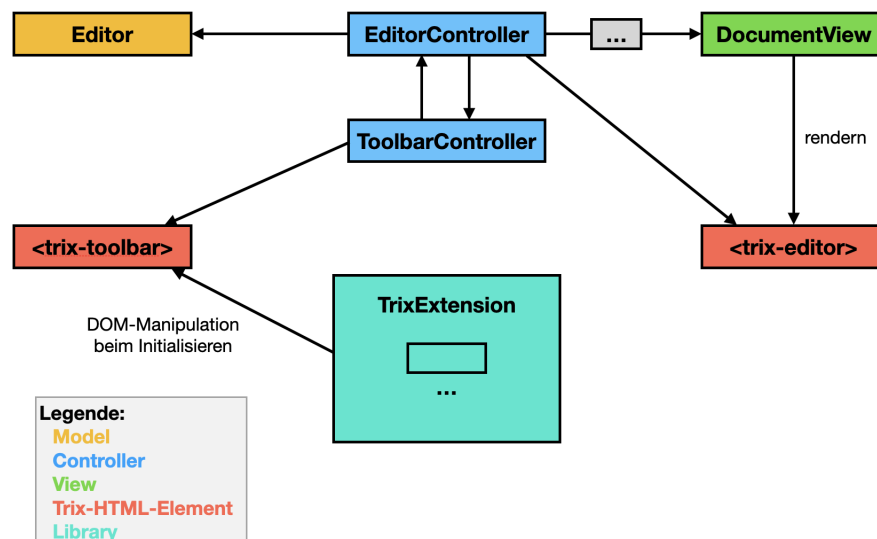 Editor
EditorController
...
DocumentView
ToolbarController
rendern
<trix-toolbar>
<trix-editor>
TrixExtension
DOM-Manipulation
beim Initialisieren
...
Legende:
Model
Controller
View
Trix-HTML-Element
Library